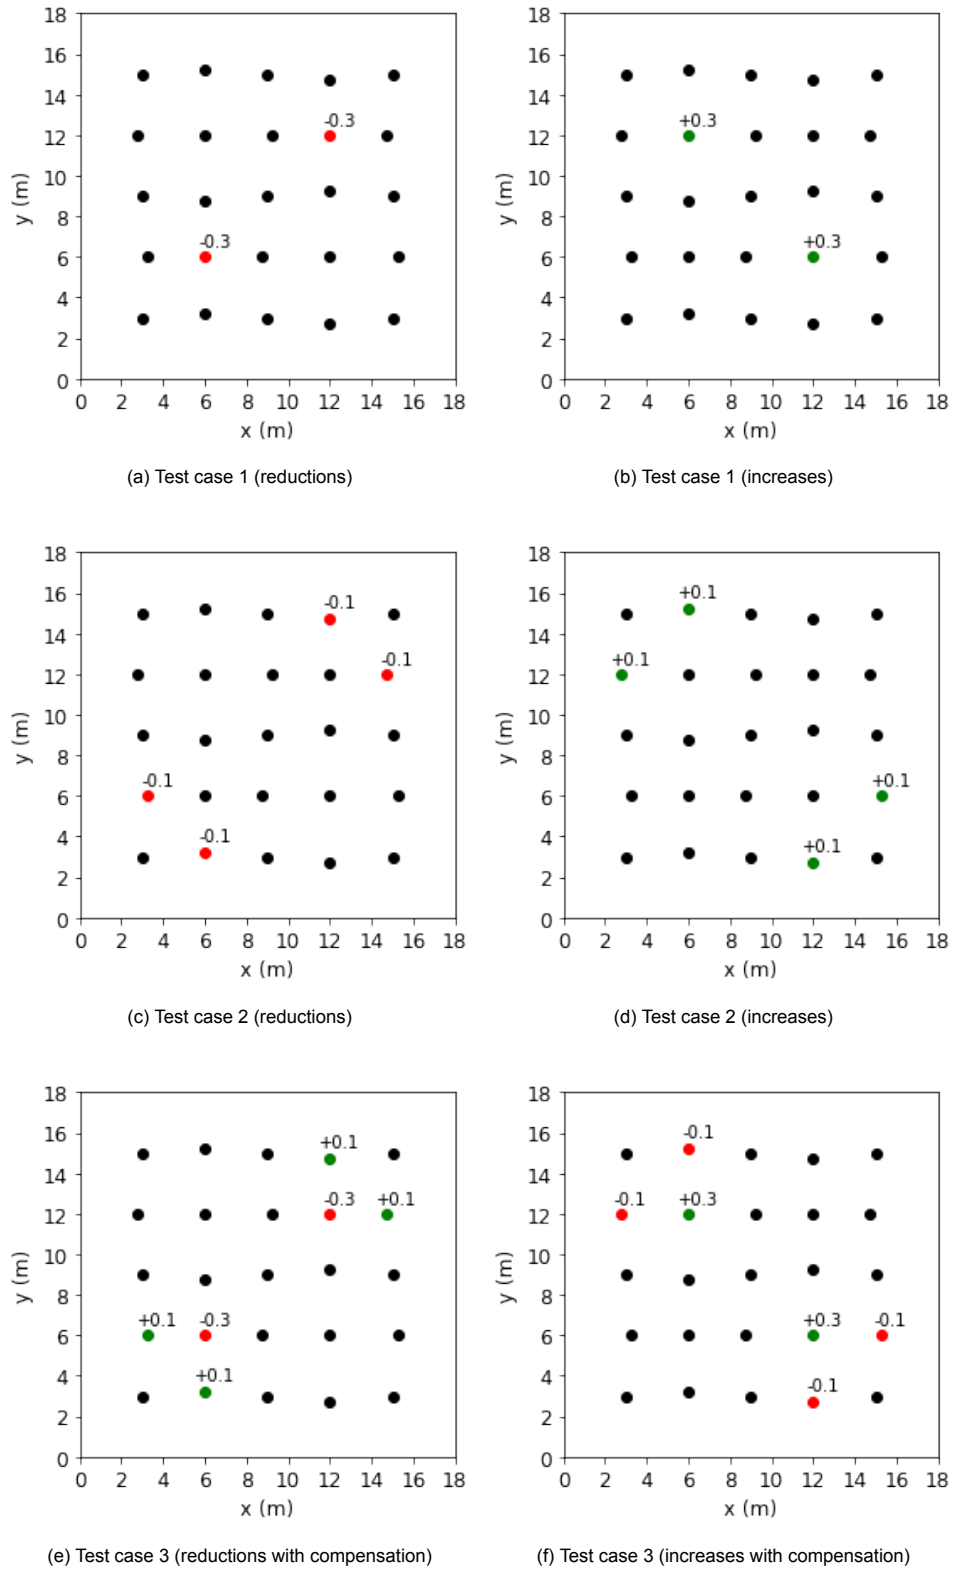 18 18
16 16
14 14
-0.3 +0.3
12 12
10 10
y (m) y (m)
8 8
-0.3 +0.3
6 6
4 4
2 2
0 0
0 2 4 6 8 10 12 14 16 18 0 2 4 6 8 10 12 14 16 18
x (m) x (m)
(a) Test case 1 (reductions) (b) Test case 1 (increases)
18 18
16 +0.1 16
-0.1
14 14
-0.1 +0.1
12 12
10 10
y (m) y (m)
8 8
-0.1 +0.1
6 6
4 4
-0.1 +0.1
2 2
0 0
0 2 4 6 8 10 12 14 16 18 0 2 4 6 8 10 12 14 16 18
x (m) x (m)
(c) Test case 2 (reductions) (d) Test case 2 (increases)
18 18
16 -0.1 16
+0.1
14 14
-0.3 +0.1 -0.1 +0.3
12 12
10 10
y (m) y (m)
8 8
+0.1 -0.3 +0.3 -0.1
6 6
4 4
+0.1 -0.1
2 2
0 0
0 2 4 6 8 10 12 14 16 18 0 2 4 6 8 10 12 14 16 18
x (m) x (m)
(e) Test case 3 (reductions with compensation) (f) Test case 3 (increases with compensation)